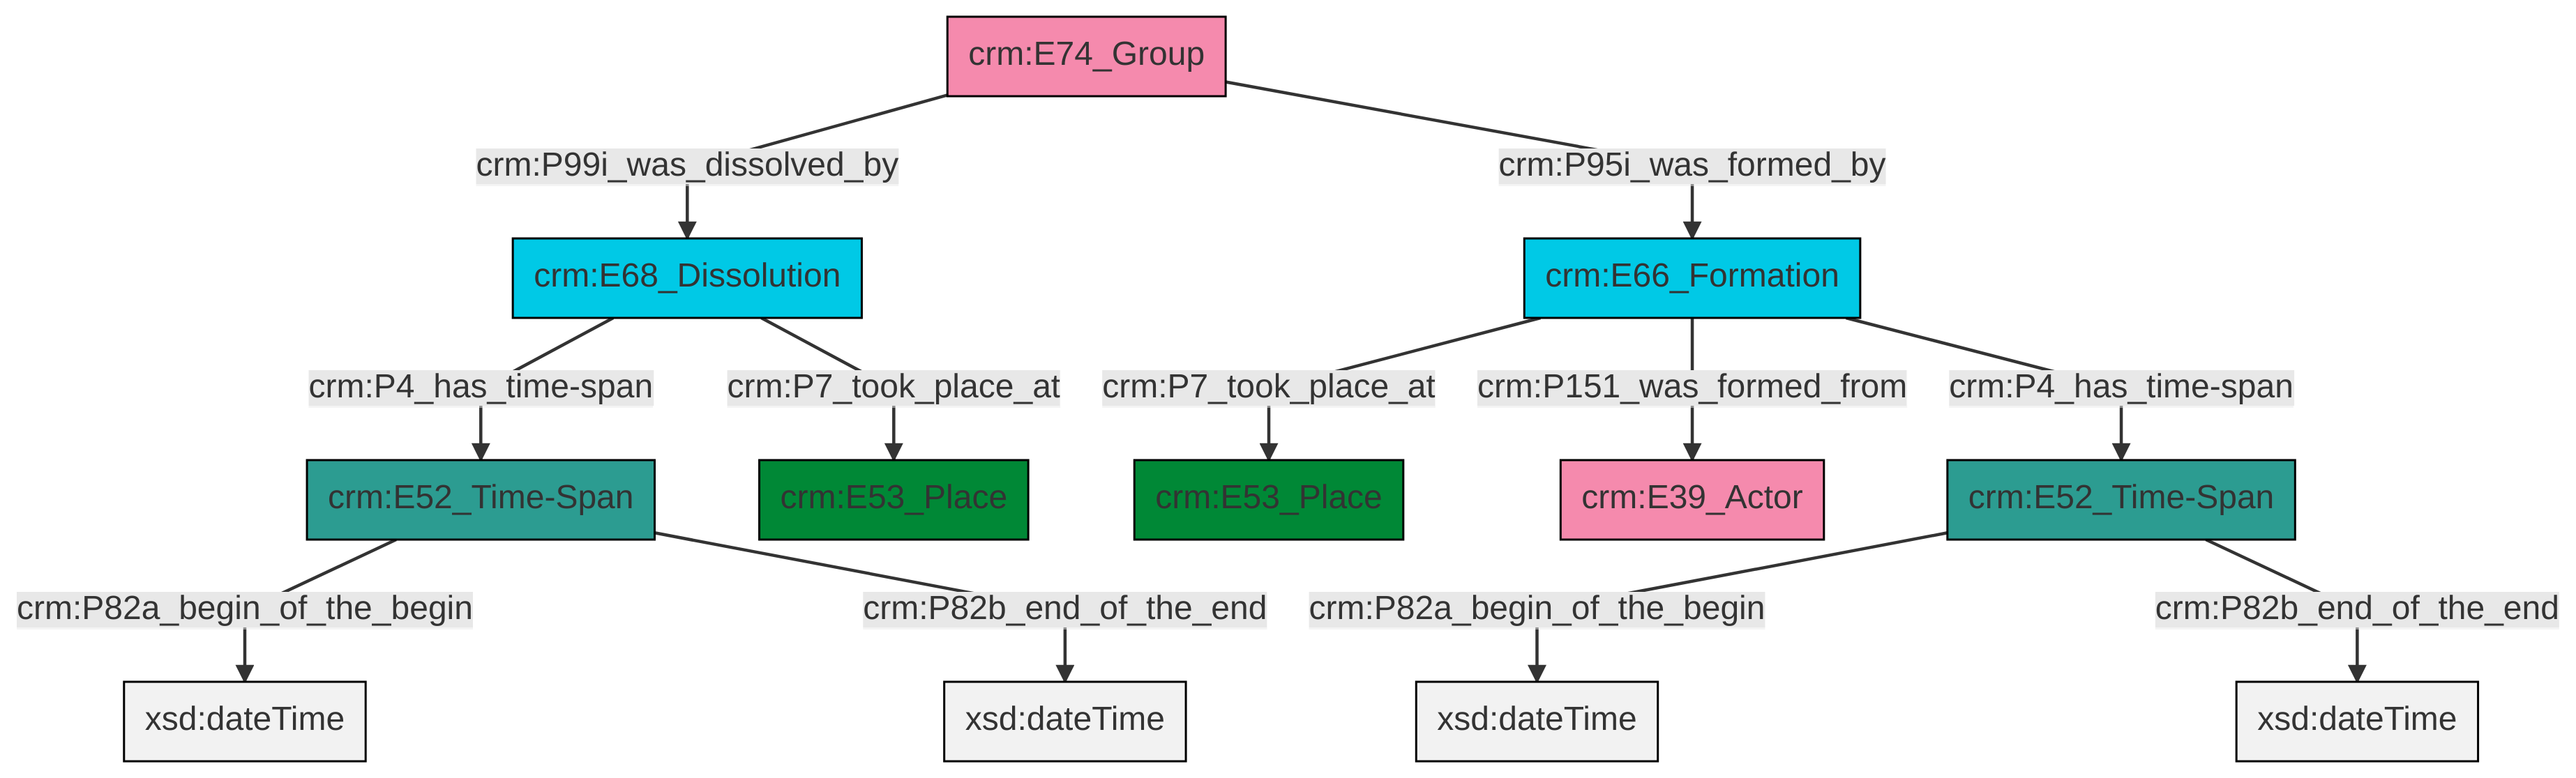 crm:E74_Group
crm:P99i_was_dissolved_by
crm:P95i_was_formed_by
crm:E68_Dissolution
crm:E66_Formation
crm:P4_has_time-span
crm:P7_took_place_at
crm:P7_took_place_at
crm:P151_was_formed_from
crm:P4_has_time-span
crm:E52_Time-Span
crm:E53_Place
crm:E53_Place
crm:E39_Actor
crm:E52_Time-Span
crm:P82a_begin_of_the_begin
crm:P82b_end_of_the_end
crm:P82a_begin_of_the_begin
crm:P82b_end_of_the_end
xsd:dateTime
xsd:dateTime
xsd:dateTime
xsd:dateTime